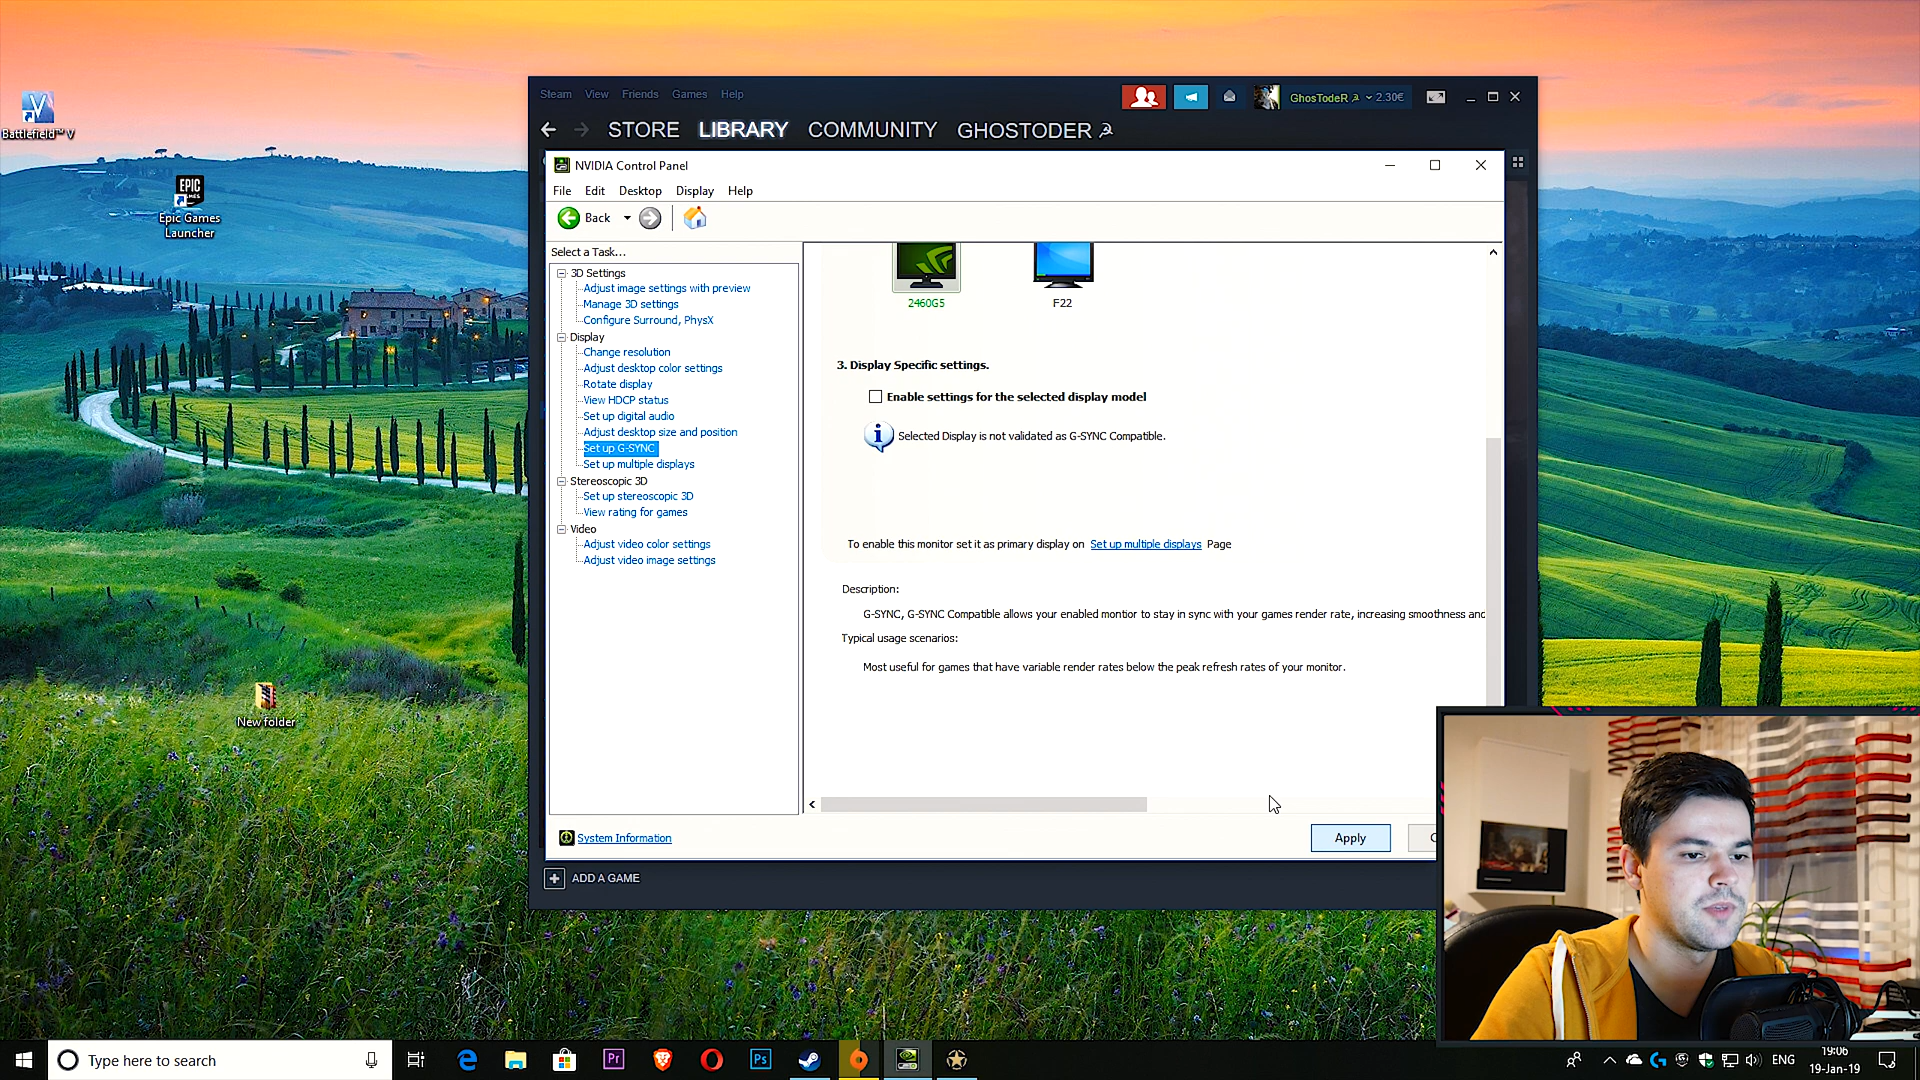 Battlefield™ V
EPIC
GAMES
Epic Games
Launcher
New folder
Steam View Friends Games Help
GhosTodeR 2.30€
STORE LIBRARY COMMUNITY GHOSTODER
NVIDIA Control Panel
File Edit Desktop Display Help
Back
Select a Task...
3D Settings
Adjust image settings with preview
Manage 3D settings
Configure Surround, PhysX
Display
Change resolution
Adjust desktop color settings
Rotate display
View HDCP status
Set up digital audio
Adjust desktop size and position
Set up G-SYNC
Set up multiple displays
Stereoscopic 3D
Set up stereoscopic 3D
View rating for games
Video
Adjust video color settings
Adjust video image settings
2460G5 F22
3. Display Specific settings.
Enable settings for the selected display model
Selected Display is not validated as G-SYNC Compatible.
To enable this monitor set it as primary display on Set up multiple displays Page
Description:
G-SYNC, G-SYNC Compatible allows your enabled montior to stay in sync with your games render rate, increasing smoothness and
Typical usage scenarios:
Most useful for games that have variable render rates below the peak refresh rates of your monitor.
System Information
Apply
ADD A GAME
Type here to search
Pr
Ps
ENG
19:06
19-Jan-19